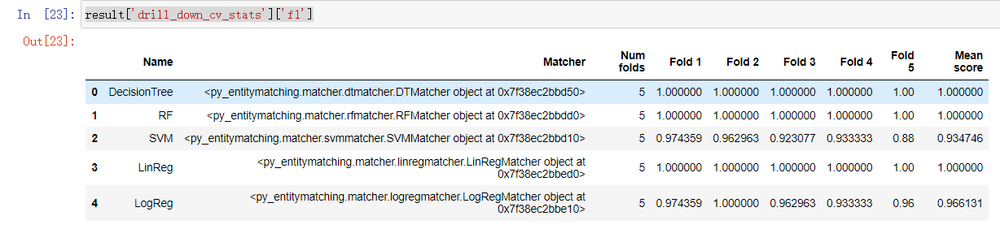 In [23]: result['drill_down_cv_stats']['f1']
Out[23]:
Name Matcher Num folds Fold 1 Fold 2 Fold 3 Fold 4 Fold 5 Mean score
0 DecisionTree <py_entitymatching.matcher.dtmatcher.DTMatcher object at 0x7f38ec2bbd50> 5 1.000000 1.000000 1.000000 1.000000 1.00 1.000000
1 RF <py_entitymatching.matcher.rfmatcher.RFMatcher object at 0x7f38ec2bbdd0> 5 1.000000 1.000000 1.000000 1.000000 1.00 1.000000
2 SVM <py_entitymatching.matcher.svmmatcher.SVMMatcher object at 0x7f38ec2bbd10> 5 0.974359 0.962963 0.923077 0.933333 0.88 0.934746
3 LinReg <py_entitymatching.matcher.linregmatcher.LinRegMatcher object at 0x7f38ec2bbed0> 5 1.000000 1.000000 1.000000 1.000000 1.00 1.000000
4 LogReg <py_entitymatching.matcher.logregmatcher.LogRegMatcher object at 0x7f38ec2bbe10> 5 0.974359 1.000000 0.962963 0.933333 0.96 0.966131